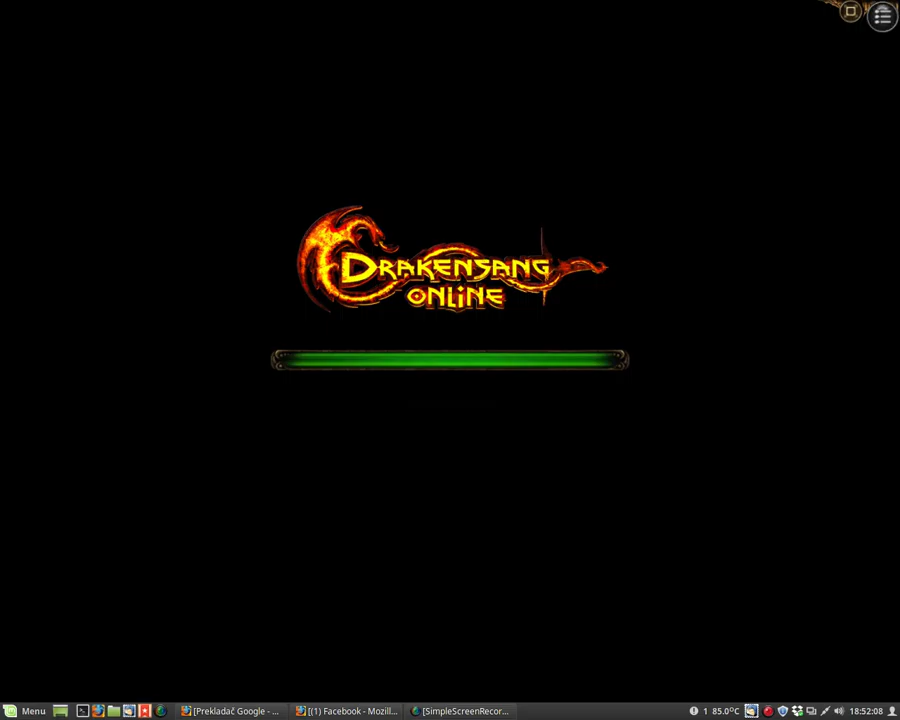 DRAKENSANG
ONLINE
Menu
[Prekladač Google - ...
[(1) Facebook - Mozill...
[SimpleScreenRecor...
1 85.0°C
18:52:08